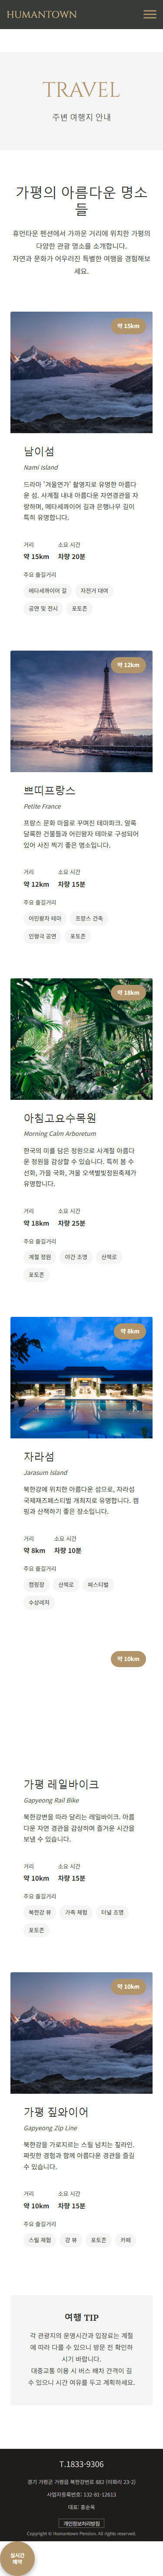 HUMANTOWN
TRAVEL
주변 여행지 안내
가평의 아름다운 명소
들
휴먼타운 펜션에서 가까운 거리에 위치한 가평의
다양한 관광 명소를 소개합니다.
자연과 문화가 어우러진 특별한 여행을 경험해보
세요.
약 15km
남이섬
Nami Island
드라마 '겨울연가' 촬영지로 유명한 아름다
운 섬. 사계절 내내 아름다운 자연경관을 자
랑하며, 메타세쿼이어 길과 은행나무 길이
특히 유명합니다.
거리 소요 시간
약 15km 차량 20분
주요 즐길거리
메타세쿼이어 길 자전거 대여
공연 및 전시 포토존
약 12km
쁘띠프랑스
Petite France
프랑스 문화 마을로 꾸며진 테마파크. 알록
달록한 건물들과 어린왕자 테마로 구성되어
있어 사진 찍기 좋은 명소입니다.
거리 소요 시간
약 12km 차량 15분
주요 즐길거리
어린왕자 테마 프랑스 건축
인형극 공연 포토존
약 18km
아침고요수목원
Morning Calm Arboretum
한국의 미를 담은 정원으로 사계절 아름다
운 정원을 감상할 수 있습니다. 특히 봄 수
선화, 가을 국화, 겨울 오색별빛정원축제가
유명합니다.
거리 소요 시간
약 18km 차량 25분
주요 즐길거리
계절 정원 야간 조명 산책로
포토존
약 8km
자라섬
Jarasum Island
북한강에 위치한 아름다운 섬으로, 자라섬
국제재즈페스티벌 개최지로 유명합니다. 캠
핑과 산책하기 좋은 장소입니다.
거리 소요 시간
약 8km 차량 10분
주요 즐길거리
캠핑장 산책로 페스티벌
수상레저
약 10km
가평 레일바이크
Gapyeong Rail Bike
북한강변을 따라 달리는 레일바이크. 아름
다운 자연 경관을 감상하며 즐거운 시간을
보낼 수 있습니다.
거리 소요 시간
약 10km 차량 15분
주요 즐길거리
북한강 뷰 가족 체험 터널 조명
포토존
약 10km
가평 짚와이어
Gapyeong Zip Line
북한강을 가로지르는 스릴 넘치는 짚라인.
짜릿한 경험과 함께 아름다운 경관을 즐길
수 있습니다.
거리 소요 시간
약 10km 차량 15분
주요 즐길거리
스릴 체험 강 뷰 포토존 카페
여행 TIP
각 관광지의 운영시간과 입장료는 계절
에 따라 다를 수 있으니 방문 전 확인하
시기 바랍니다.
대중교통 이용 시 버스 배차 간격이 길
수 있으니 시간 여유를 두고 계획하세요.
T.1833-9306
경기 가평군 가평읍 북한강변로 882 (이화리 23-2)
사업자등록번호: 132-81-12613
대표: 홍순옥
개인정보처리방침
Copyright © Humantown Pension. All rights reserved.
실시간
예약